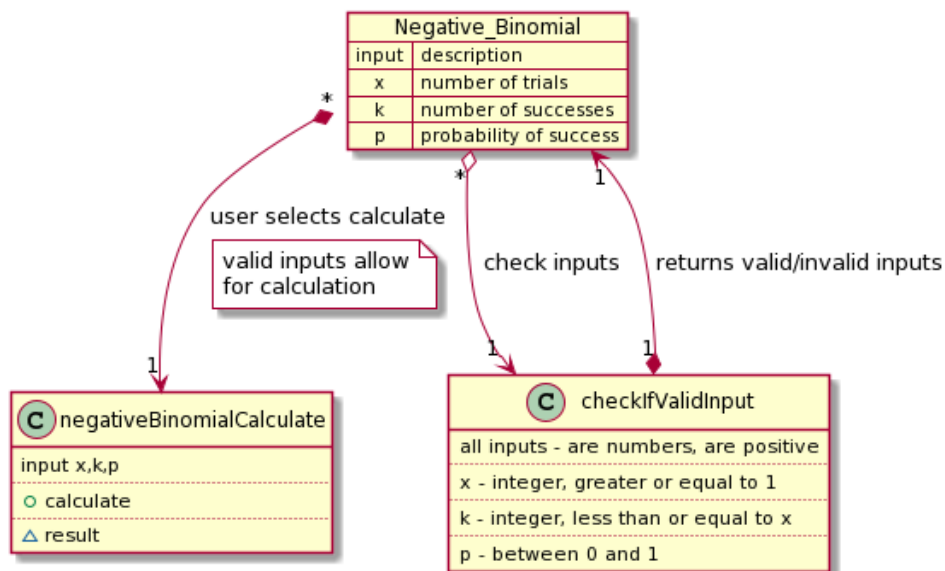 Negative_Binomial
input description
x number of trials
k number of successes
p probability of success
*
*
1
user selects calculate
valid inputs allow
for calculation
check inputs
returns valid/invalid inputs
1
1
1
C negativeBinomialCalculate
input x,k,p
calculate
result
C checkIfValidInput
all inputs - are numbers, are positive
x - integer, greater or equal to 1
k - integer, less than or equal to x
p - between 0 and 1